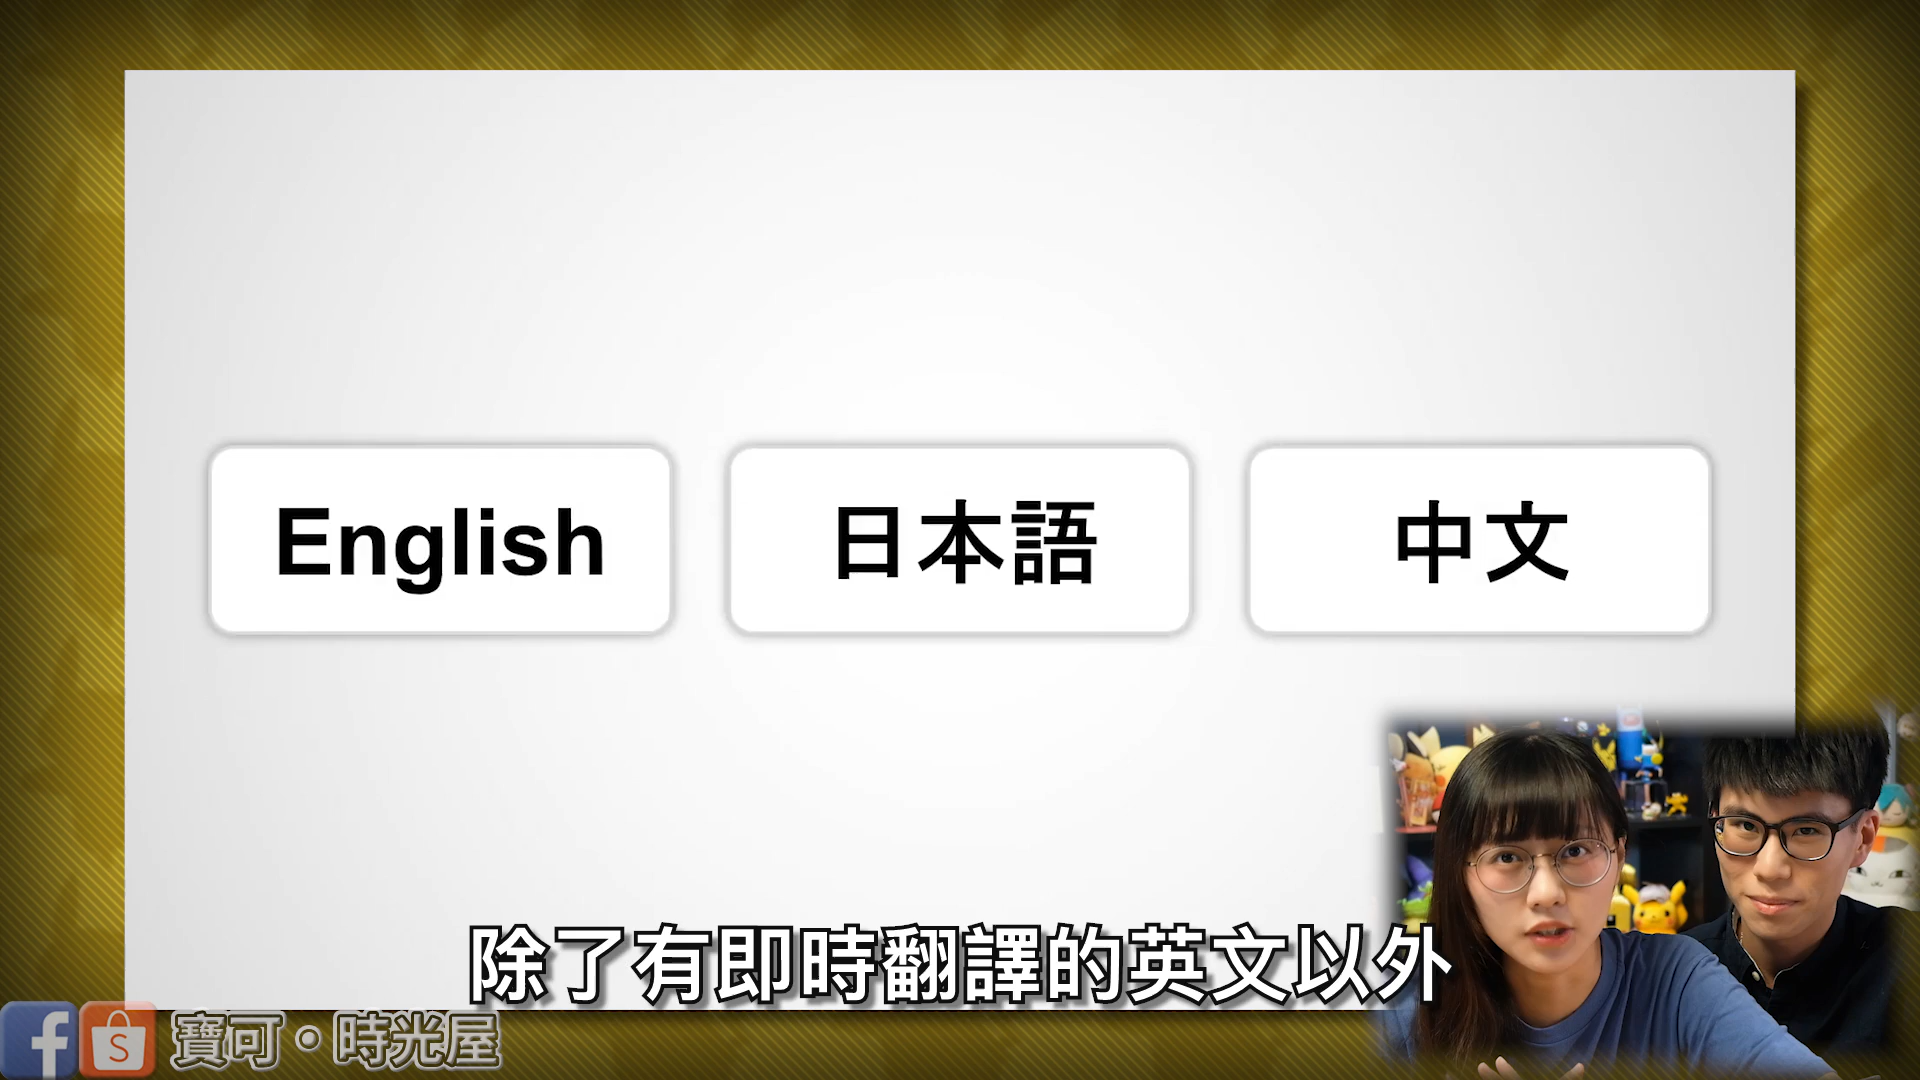 English
日本語
中文
除了有即時翻譯的英文以外
f
S
寶可。時光屋